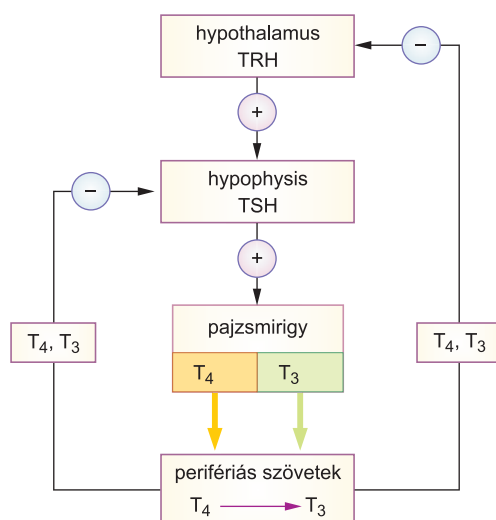 hypothalamus
TRH
−
+
−
hypophysis
TSH
+
pajzsmirigy
T4, T3
T4, T3
T4
T3
perifériás szövetek
T4 → T3